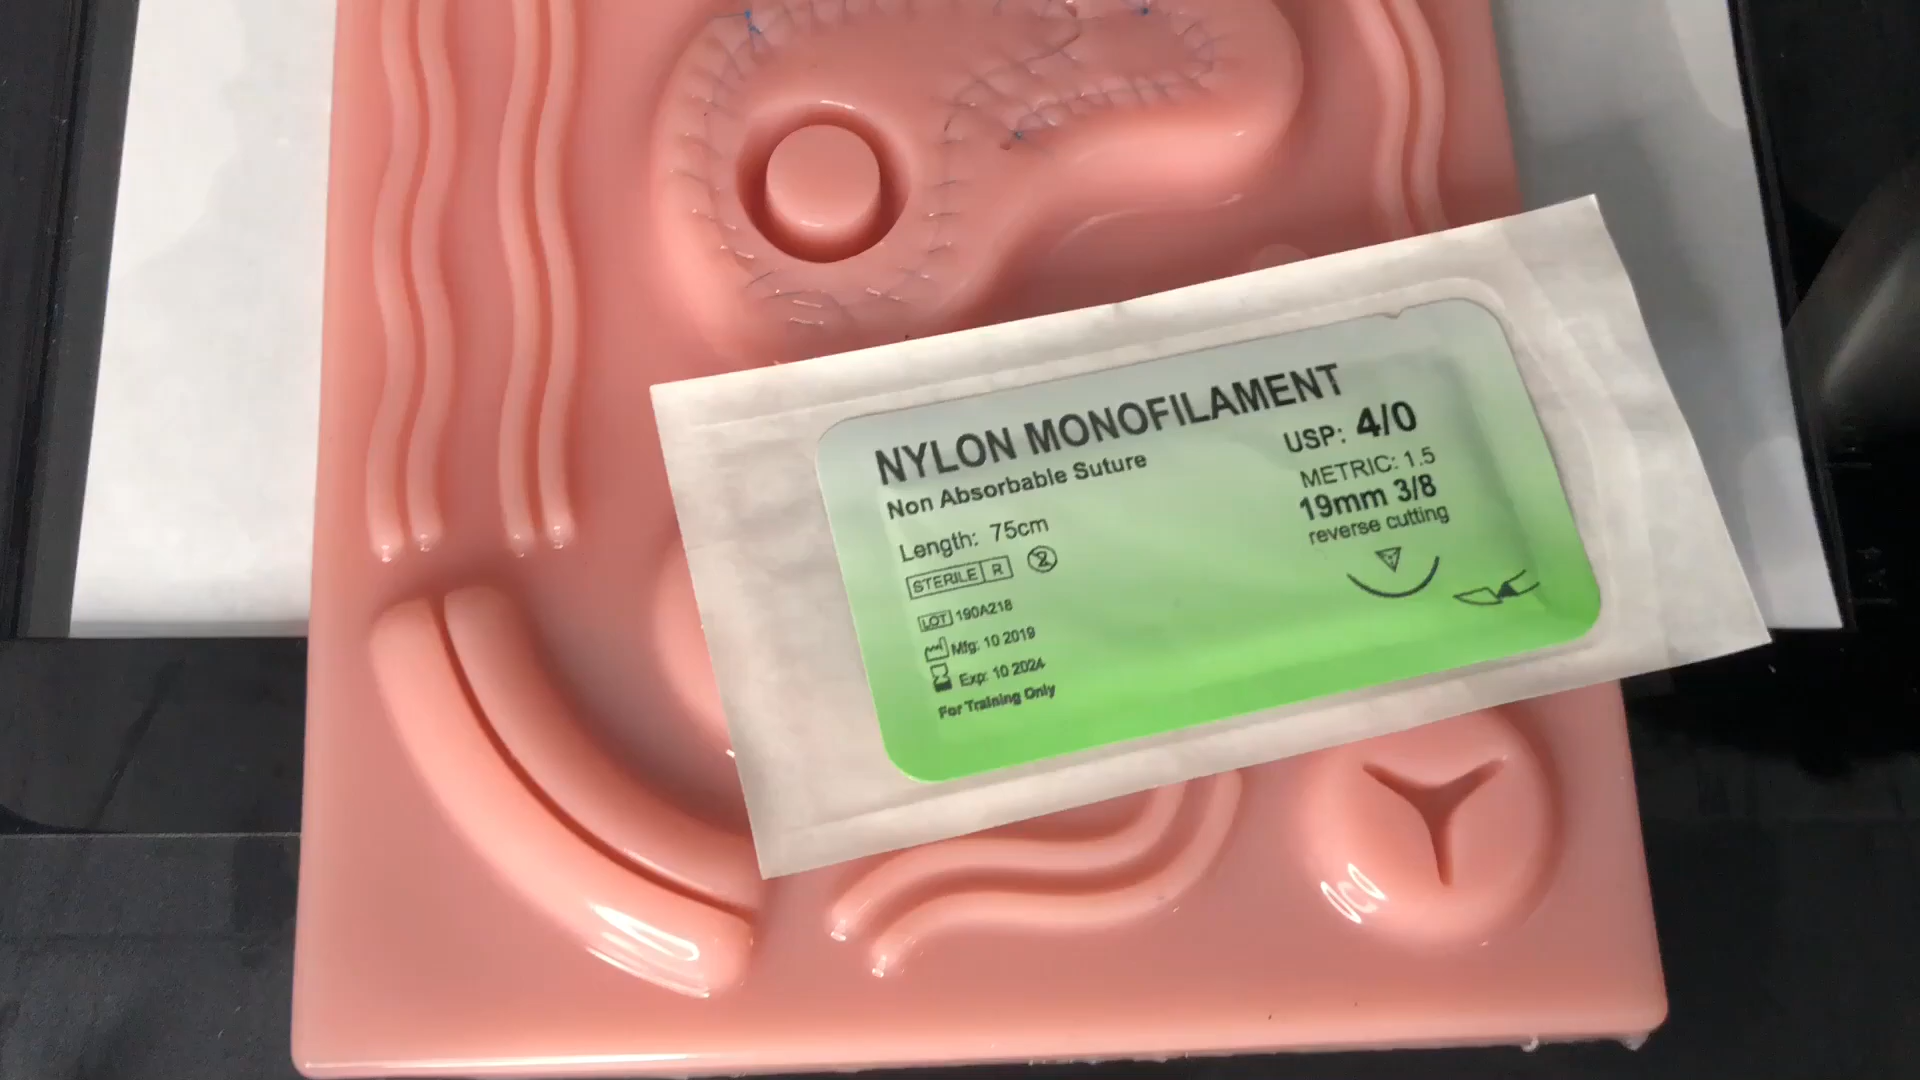 NYLON MONOFILAMENT
Non Absorbable Suture
Length: 75cm
STERILE R
2
LOT 190A218
Mfg: 10 2019
Exp: 10 2024
For Training Only
USP: 4/0
METRIC: 1.5
19mm 3/8
reverse cutting